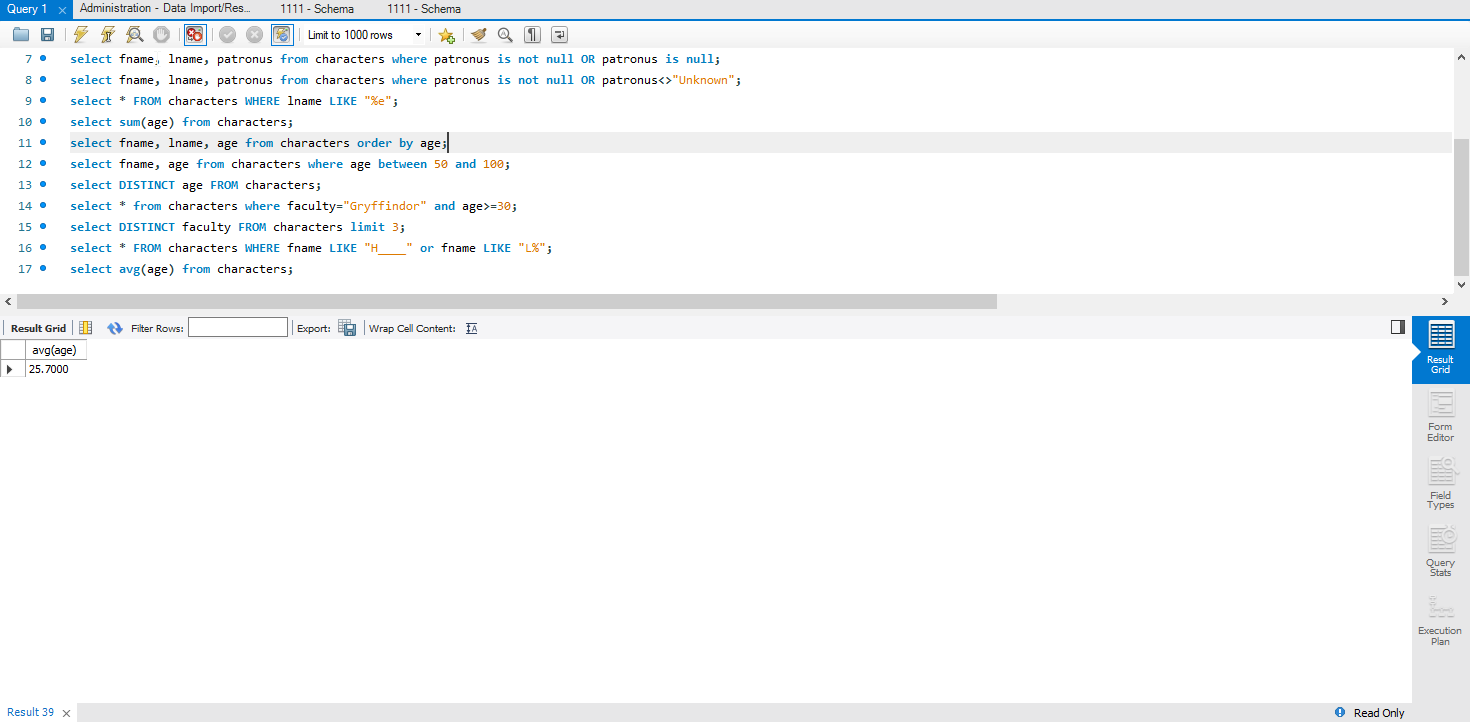 Query 1 Administration - Data Import/Res... 1111 - Schema 1111 - Schema
Limit to 1000 rows
7 select fname, lname, patronus from characters where patronus is not null OR patronus is null;
8 select fname, lname, patronus from characters where patronus is not null OR patronus<>"Unknown";
9 select * FROM characters WHERE lname LIKE "%e";
10 select sum(age) from characters;
11 select fname, lname, age from characters order by age;
12 select fname, age from characters where age between 50 and 100;
13 select DISTINCT age FROM characters;
14 select * from characters where faculty="Gryffindor" and age>=30;
15 select DISTINCT faculty FROM characters limit 3;
16 select * FROM characters WHERE fname LIKE "H____" or fname LIKE "L%";
17 select avg(age) from characters;
Result Grid Filter Rows: Export: Wrap Cell Content:
avg(age)
25.7000
Result
Grid
Form
Editor
Field
Types
Query
Stats
Execution
Plan
Result 39 Read Only